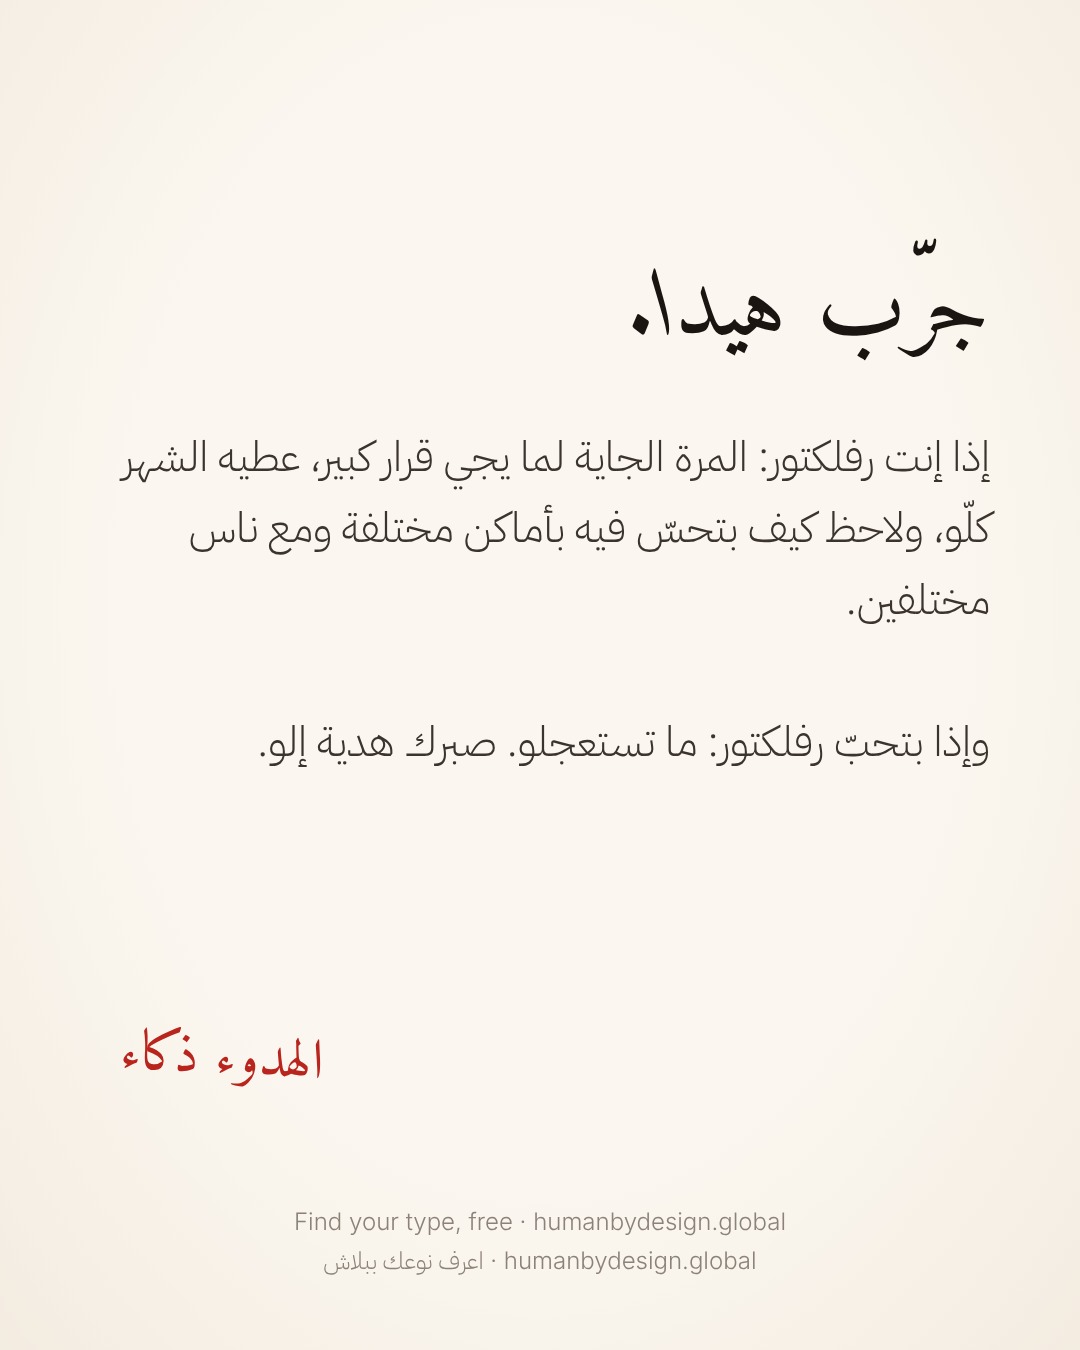 جرّب هيدا.
إذا إنت رفلكتور: المرة الجاية لما يجي قرار كبير، عطيه الشهر
كلّو، ولاحظ كيف بتحسّ فيه بأماكن مختلفة ومع ناس
مختلفين.
وإذا بتحبّ رفلكتور: ما تستعجلو. صبرك هدية إلو.
الهدوء ذكاء
Find your type, free · humanbydesign.global
اعرف نوعك ببلاش · humanbydesign.global